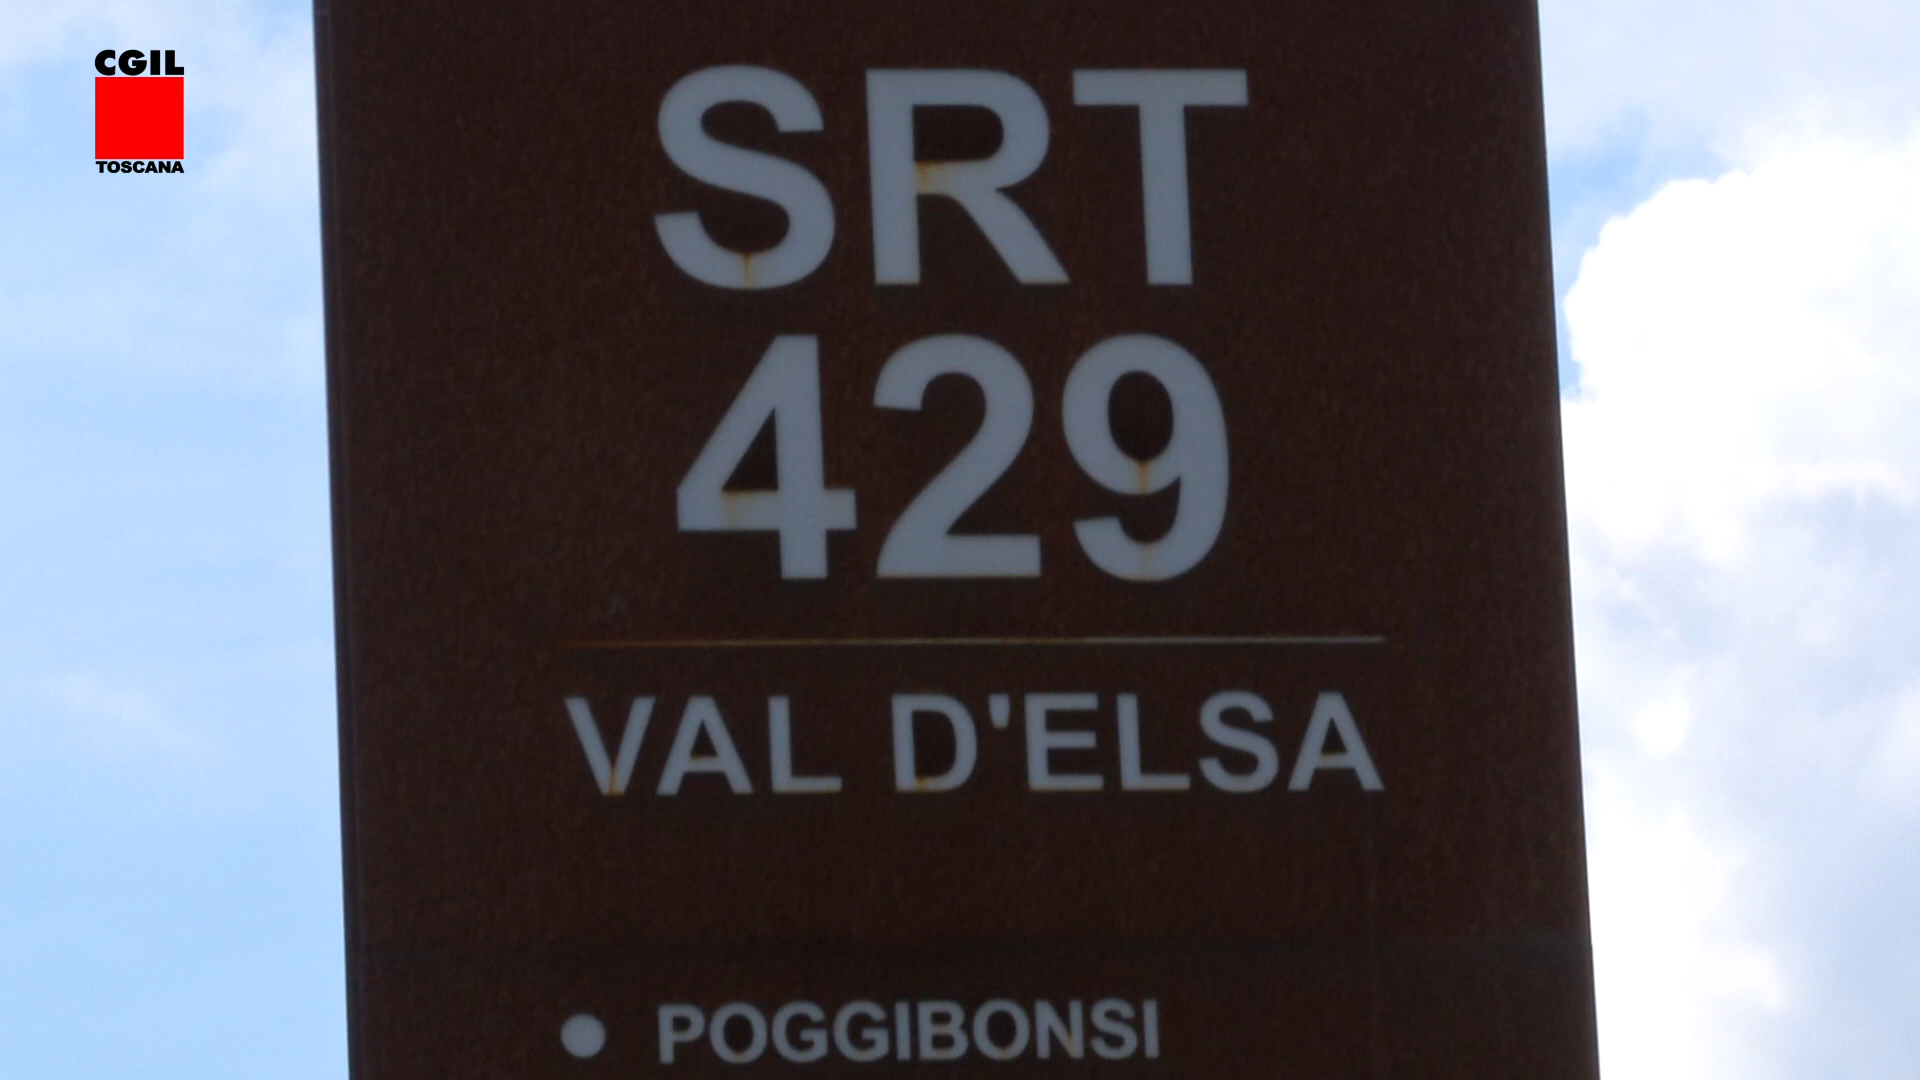 CGIL
TOSCANA
SRT
429
VAL D'ELSA
● POGGIBONSI